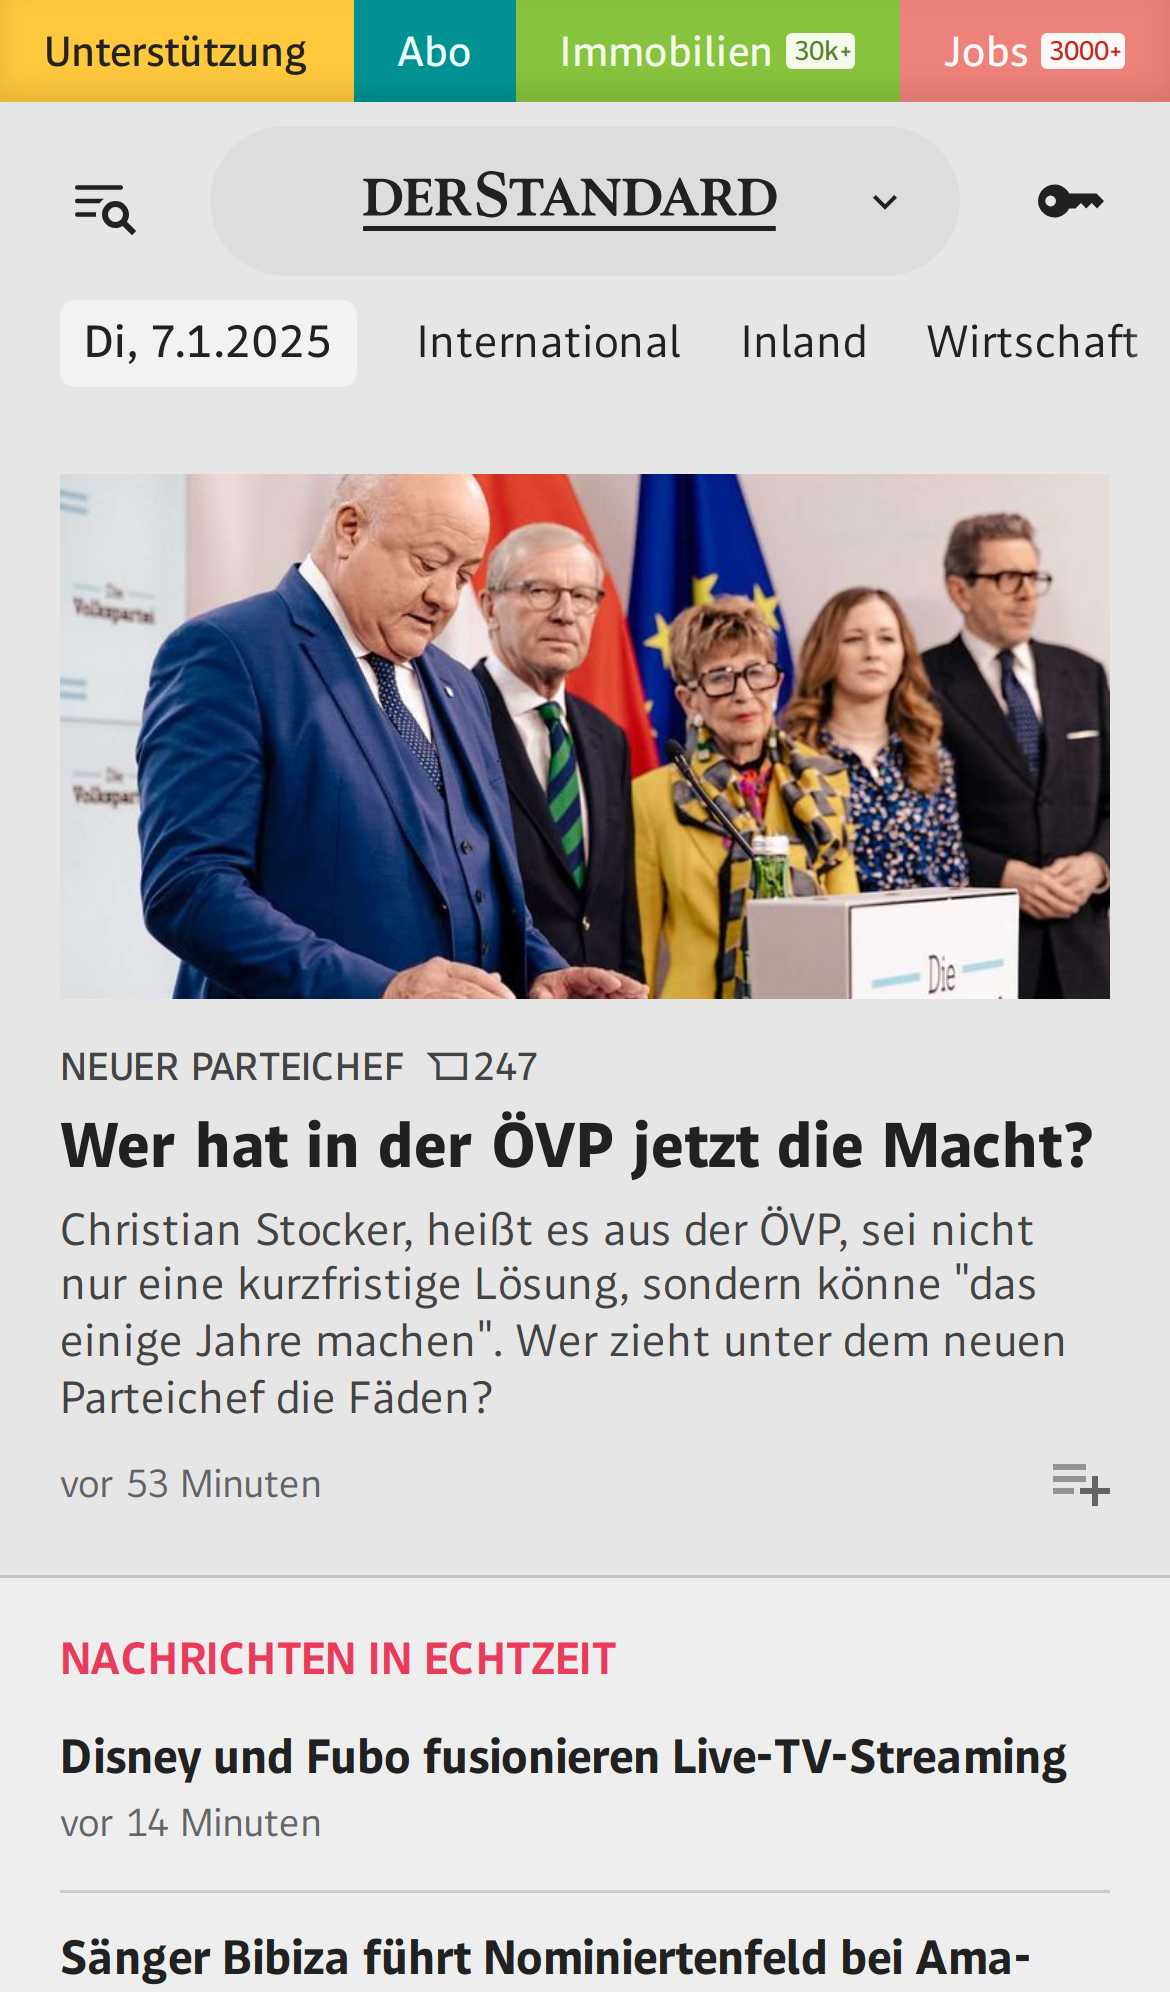 Unterstützung Abo Immobilien 30k+ Jobs 3000+
DER STANDARD
Di, 7.1.2025 International Inland Wirtschaft
Die
Volkspartei
Die
Die
NEUER PARTEICHEF 247
Wer hat in der ÖVP jetzt die Macht?
Christian Stocker, heißt es aus der ÖVP, sei nicht
nur eine kurzfristige Lösung, sondern könne "das
einige Jahre machen". Wer zieht unter dem neuen
Parteichef die Fäden?
vor 53 Minuten
NACHRICHTEN IN ECHTZEIT
Disney und Fubo fusionieren Live-TV-Streaming
vor 14 Minuten
Sänger Bibiza führt Nominiertenfeld bei Ama-